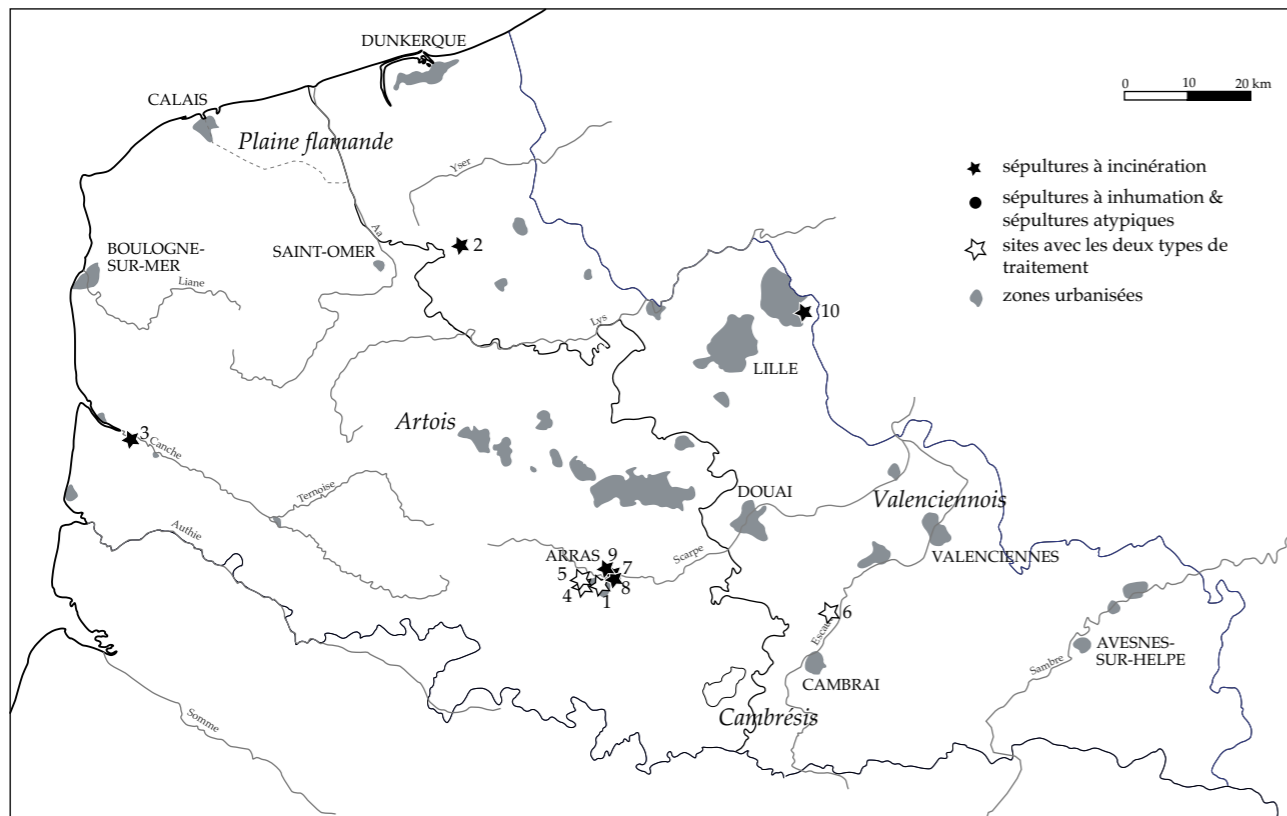 DUNKERQUE
0 10 20 km
CALAIS
Plaine flamande
Yser
sépultures à incinération
sépultures à inhumation &
sépultures atypiques
sites avec les deux types de
traitement
zones urbanisées
Aa
2
BOULOGNE-
SUR-MER
SAINT-OMER
Liane
Lys
10
LILLE
Artois
3
Canche
Ternoise
DOUAI
Valenciennois
Authie
VALENCIENNES
ARRAS
9
Scarpe
5
7
4
8
1
6
Escaut
AVESNES-
SUR-HELPE
Sambre
CAMBRAI
Cambrésis
Somme